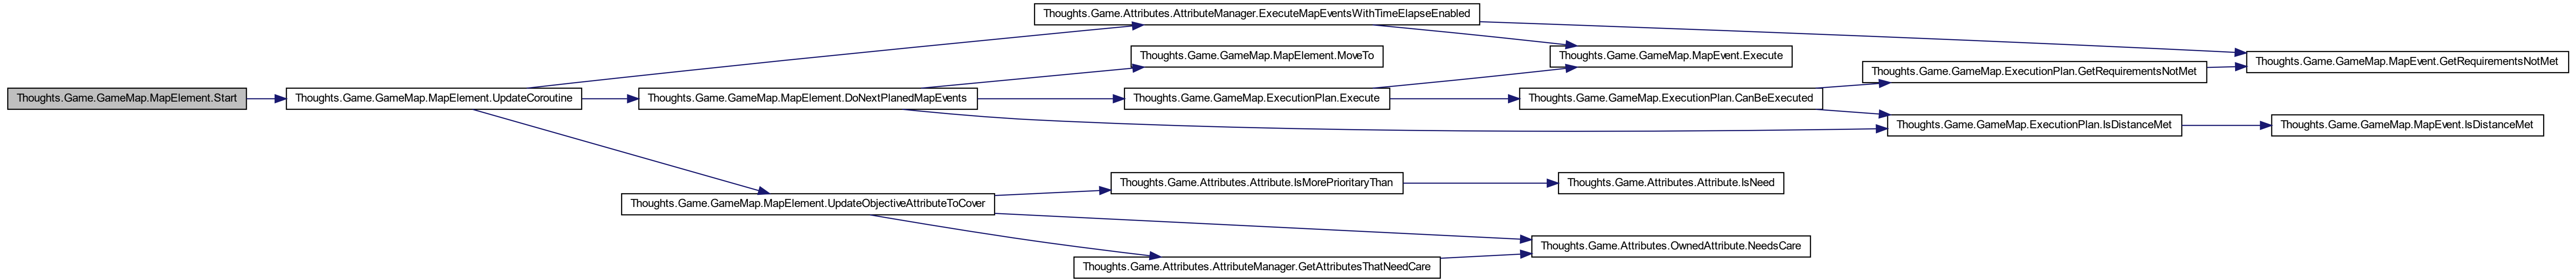 Thoughts.Game.GameMap.MapElement.Start
Thoughts.Game.GameMap.MapElement.UpdateCoroutine
Thoughts.Game.Attributes.AttributeManager.ExecuteMapEventsWithTimeElapseEnabled
Thoughts.Game.GameMap.MapElement.MoveTo
Thoughts.Game.GameMap.MapElement.DoNextPlanedMapEvents
Thoughts.Game.GameMap.ExecutionPlan.Execute
Thoughts.Game.GameMap.MapEvent.Execute
Thoughts.Game.GameMap.ExecutionPlan.CanBeExecuted
Thoughts.Game.GameMap.ExecutionPlan.GetRequirementsNotMet
Thoughts.Game.GameMap.MapEvent.GetRequirementsNotMet
Thoughts.Game.GameMap.ExecutionPlan.IsDistanceMet
Thoughts.Game.GameMap.MapEvent.IsDistanceMet
Thoughts.Game.GameMap.MapElement.UpdateObjectiveAttributeToCover
Thoughts.Game.Attributes.Attribute.IsMorePrioritaryThan
Thoughts.Game.Attributes.Attribute.IsNeed
Thoughts.Game.Attributes.OwnedAttribute.NeedsCare
Thoughts.Game.Attributes.AttributeManager.GetAttributesThatNeedCare